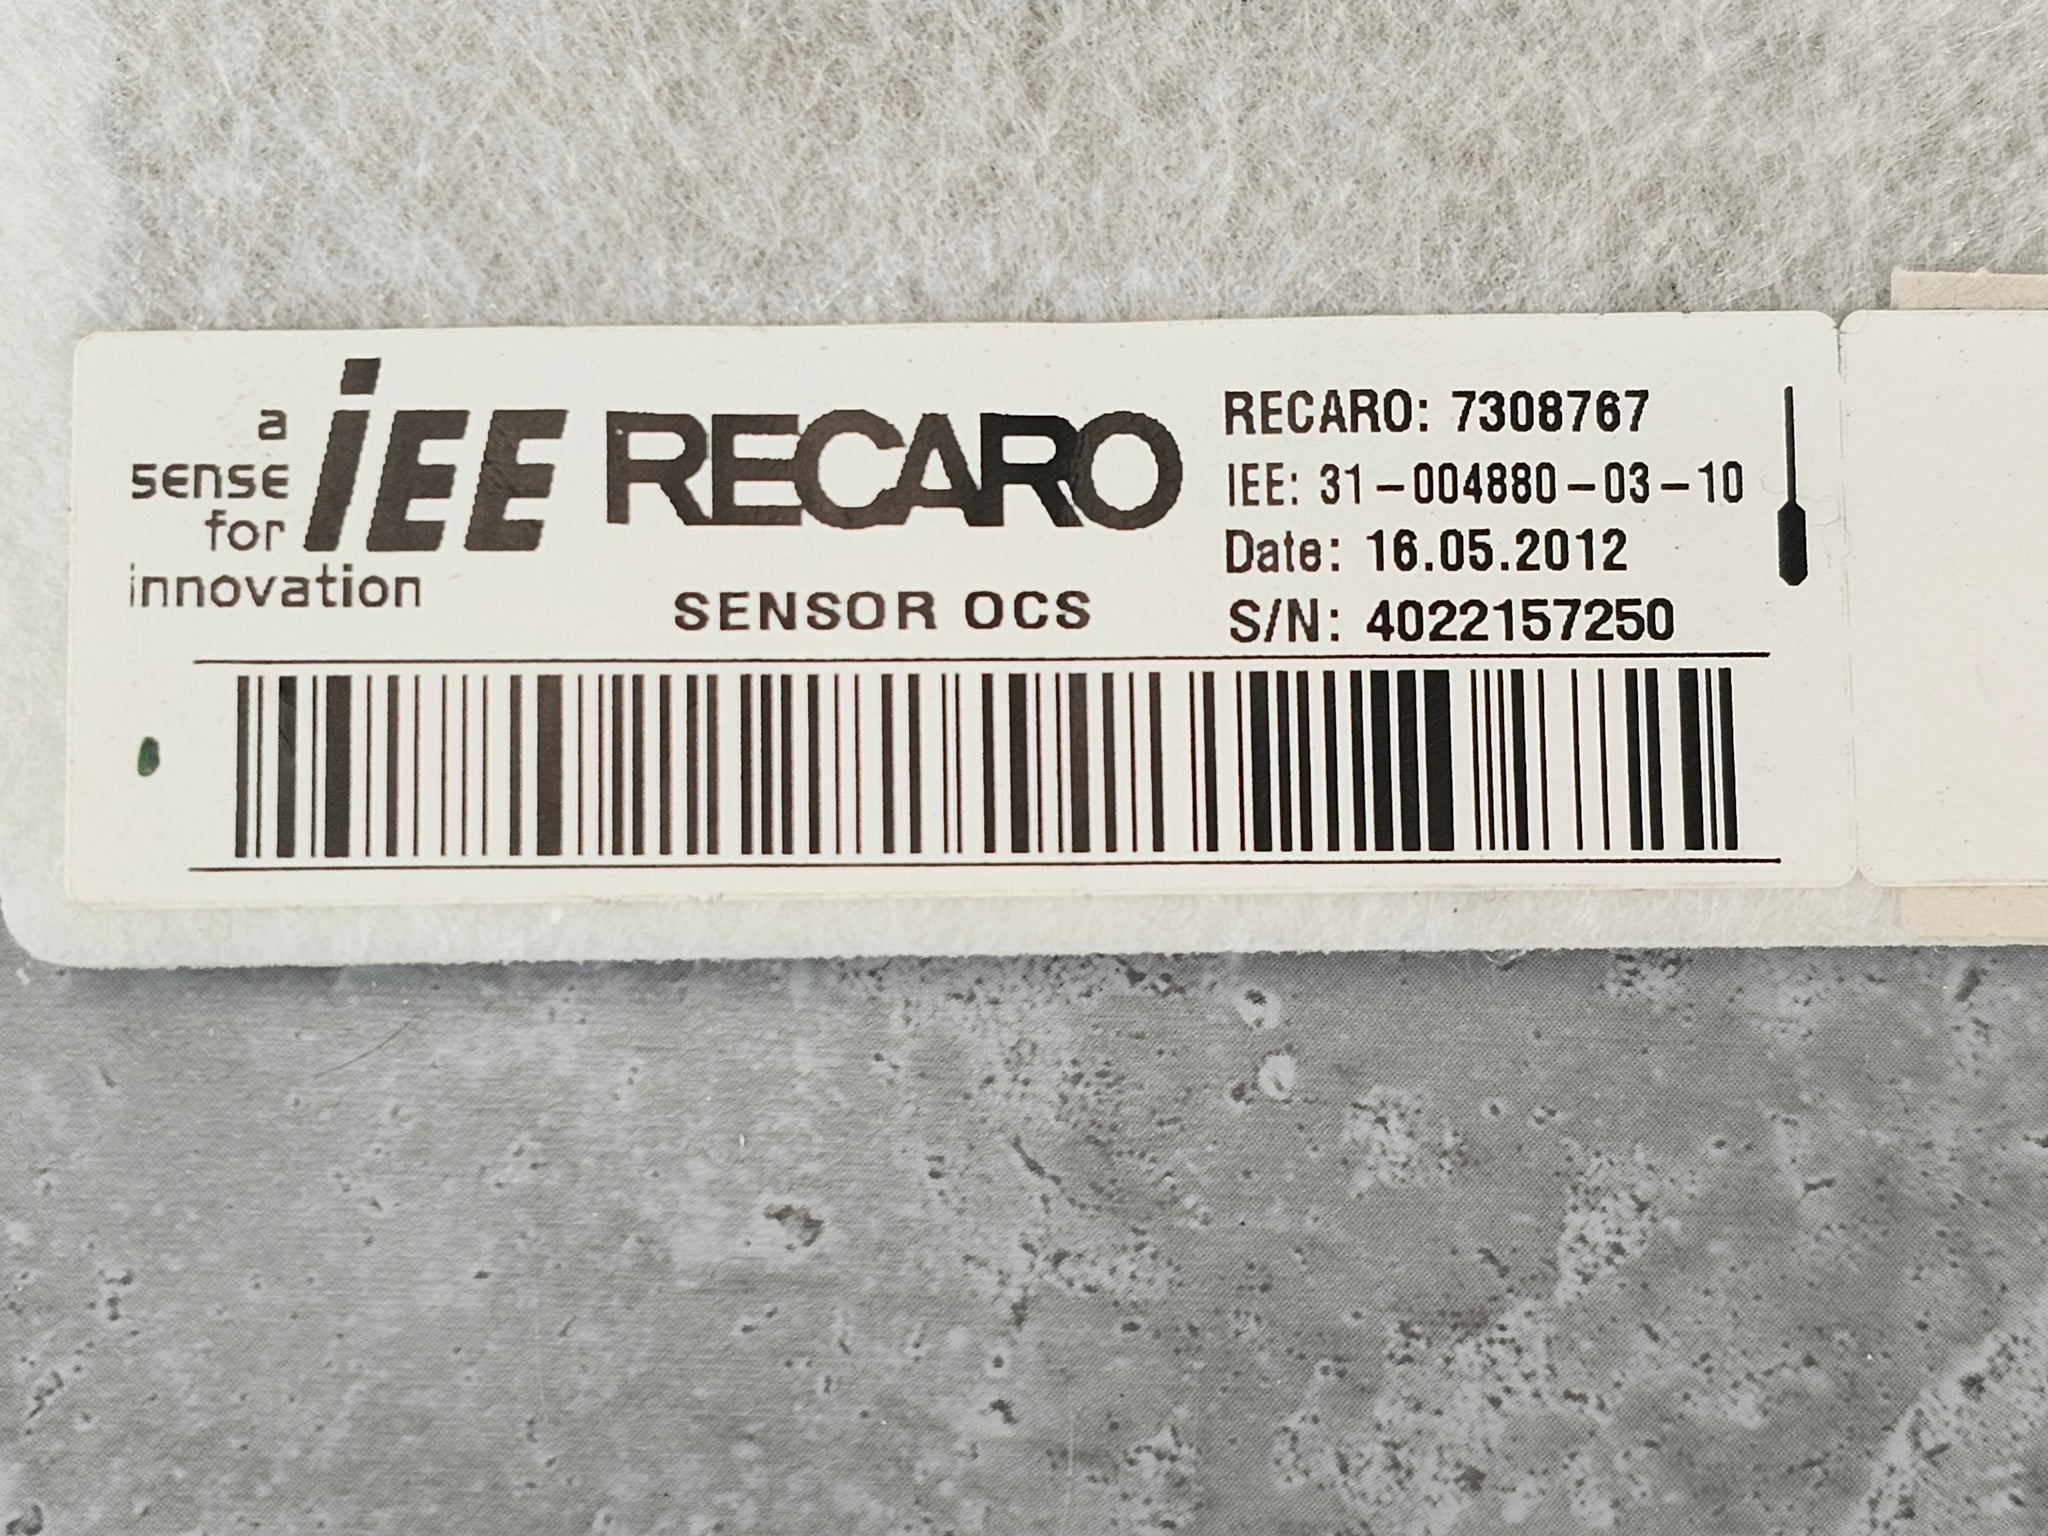 a
sense
for
innovation
iEE RECARO
SENSOR OCS
RECARO: 7308767
IEE: 31-004880-03-10
Date: 16.05.2012
S/N: 4022157250